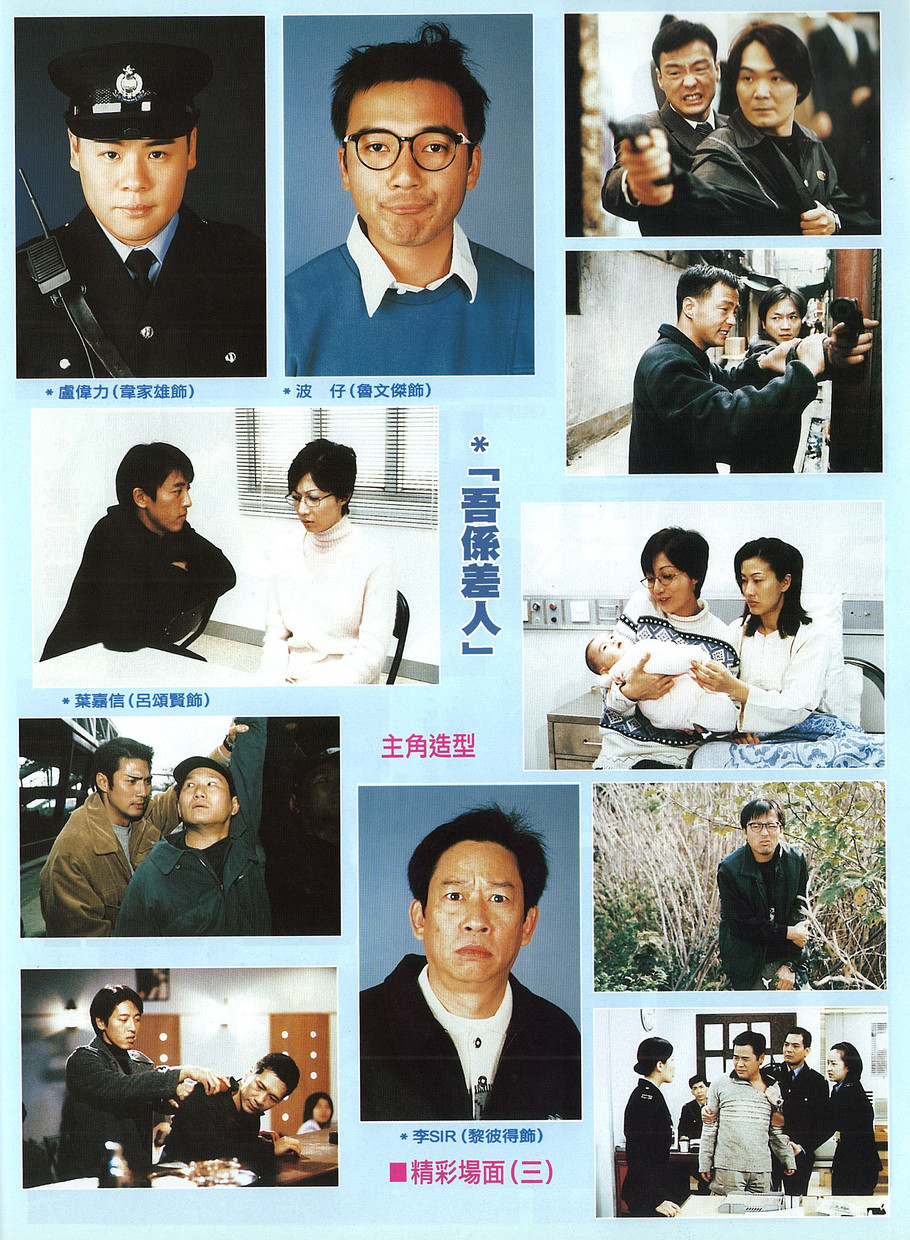 *盧偉力(韋家雄飾)
*波　仔(魯文傑飾)
*「吾係差人」
*葉嘉信(呂頌賢飾)
主角造型
*李SIR(黎彼得飾)
■精彩場面(三)